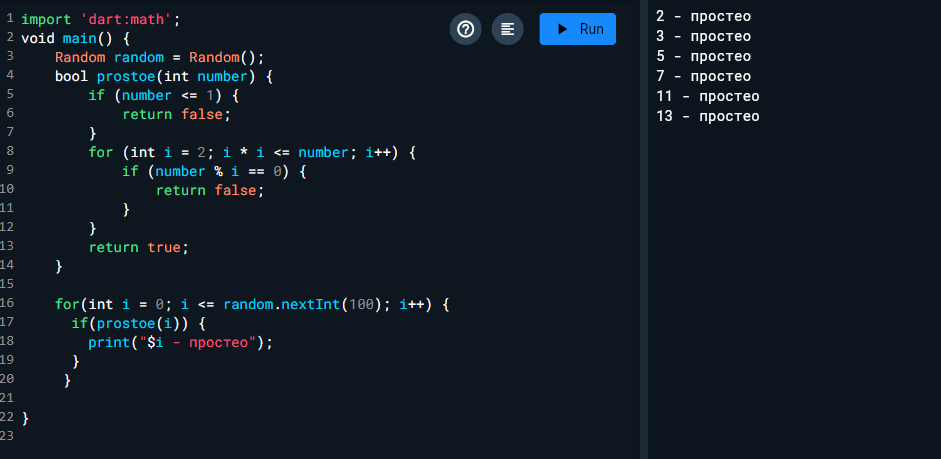 1 import 'dart:math';
2 void main() {
3     Random random = Random();
4     bool prostoe(int number) {
5         if (number <= 1) {
6             return false;
7         }
8         for (int i = 2; i * i <= number; i++) {
9             if (number % i == 0) {
10                 return false;
11             }
12         }
13         return true;
14     }
15
16     for(int i = 0; i <= random.nextInt(100); i++) {
17       if(prostoe(i)) {
18         print("$i - простео");
19       }
20      }
21
22 }
23
Run
2 - простео
3 - простео
5 - простео
7 - простео
11 - простео
13 - простео